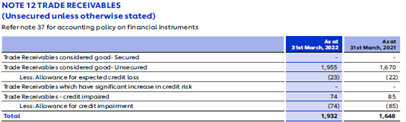 NOTE 12 TRADE RECEIVABLES
(Unsecured unless otherwise stated)
Refer note 37 for accounting policy on financial instruments
As at As at
31st March, 2022 31st March, 2021
Trade Receivables considered good- Secured - -
Trade Receivables considered good- Unsecured 1,955 1,670
Less: Allowance for expected credit loss (23) (22)
Trade Receivables which have significant increase in credit risk - -
Trade Receivables - credit impaired 74 85
Less: Allowance for credit impairment (74) (85)
Total 1,932 1,648